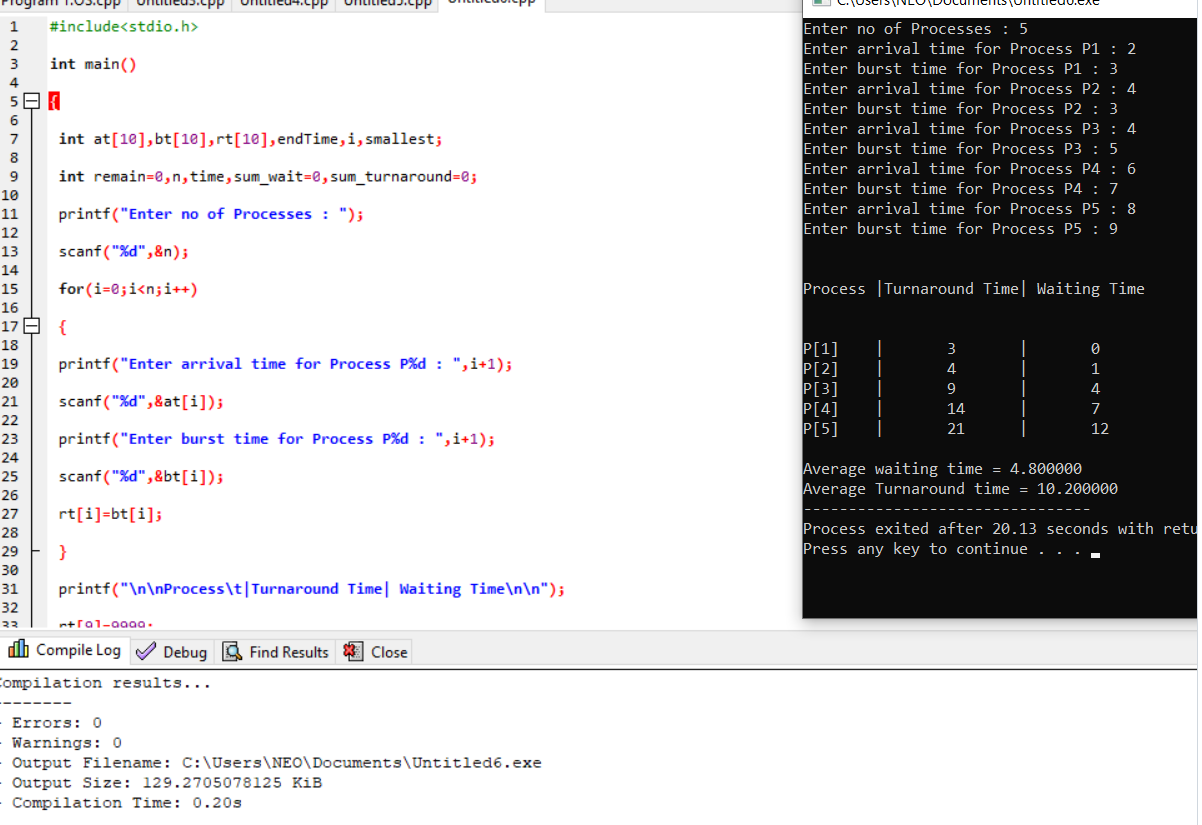 Program 1.OS.cpp Untitled3.cpp Untitled4.cpp Untitled5.cpp Untitled6.cpp
1 #include<stdio.h>
2
3 int main()
4
5 {
6
7 int at[10],bt[10],rt[10],endTime,i,smallest;
8
9 int remain=0,n,time,sum_wait=0,sum_turnaround=0;
10
11 printf("Enter no of Processes : ");
12
13 scanf("%d",&n);
14
15 for(i=0;i<n;i++)
16
17 {
18
19 printf("Enter arrival time for Process P%d : ",i+1);
20
21 scanf("%d",&at[i]);
22
23 printf("Enter burst time for Process P%d : ",i+1);
24
25 scanf("%d",&bt[i]);
26
27 rt[i]=bt[i];
28
29 }
30
31 printf("\n\nProcess\t|Turnaround Time| Waiting Time\n\n");
32
33 rt[9]=9999;
C:\Users\NEO\Documents\Untitled6.exe
Enter no of Processes : 5
Enter arrival time for Process P1 : 2
Enter burst time for Process P1 : 3
Enter arrival time for Process P2 : 4
Enter burst time for Process P2 : 3
Enter arrival time for Process P3 : 4
Enter burst time for Process P3 : 5
Enter arrival time for Process P4 : 6
Enter burst time for Process P4 : 7
Enter arrival time for Process P5 : 8
Enter burst time for Process P5 : 9
Process |Turnaround Time| Waiting Time
P[1] | 3 | 0
P[2] | 4 | 1
P[3] | 9 | 4
P[4] | 14 | 7
P[5] | 21 | 12
Average waiting time = 4.800000
Average Turnaround time = 10.200000
--------------------------------
Process exited after 20.13 seconds with retu
Press any key to continue . . .
Compile Log Debug Find Results Close
Compilation results...
--------
- Errors: 0
- Warnings: 0
- Output Filename: C:\Users\NEO\Documents\Untitled6.exe
- Output Size: 129.2705078125 KiB
- Compilation Time: 0.20s